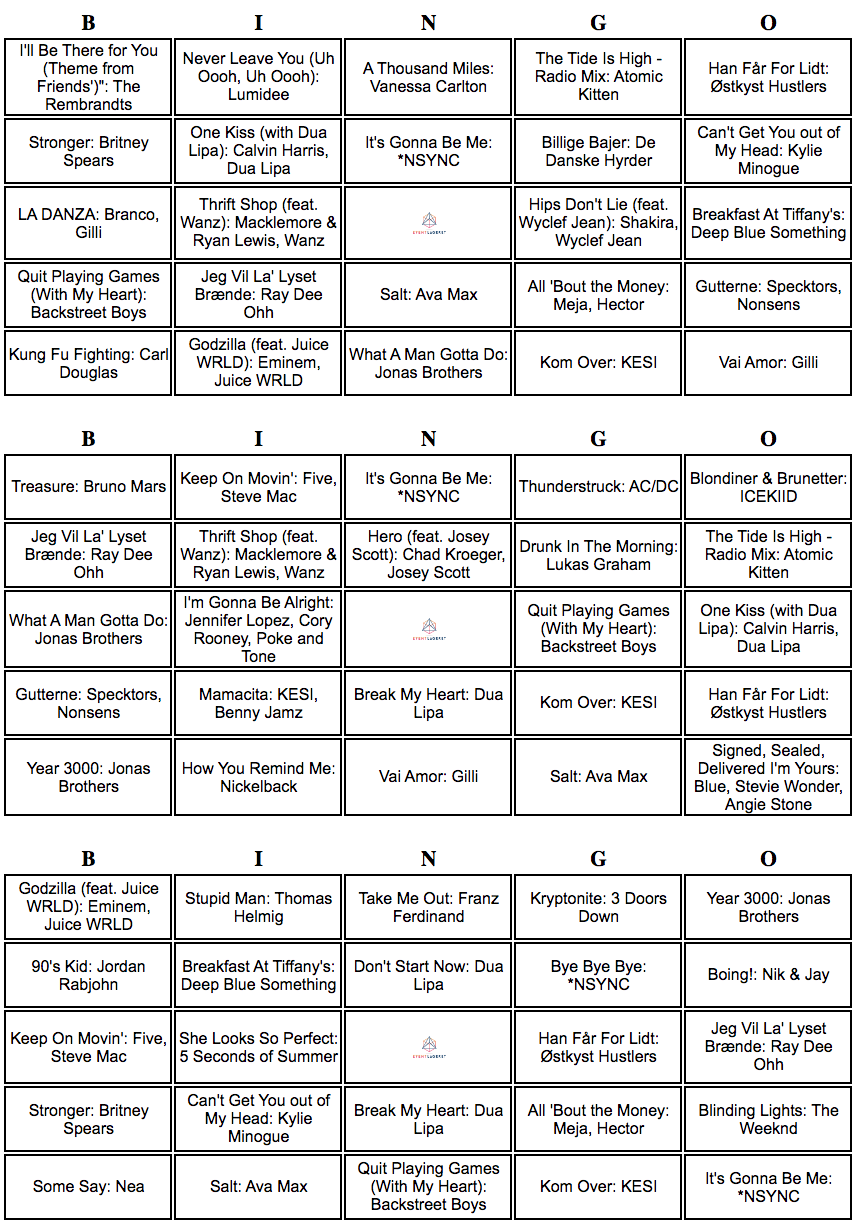 B I N G O
I'll Be There for You
(Theme from
Friends')": The
Rembrandts
Never Leave You (Uh
Oooh, Uh Oooh):
Lumidee
A Thousand Miles:
Vanessa Carlton
The Tide Is High -
Radio Mix: Atomic
Kitten
Han Får For Lidt:
Østkyst Hustlers
Stronger: Britney
Spears
One Kiss (with Dua
Lipa): Calvin Harris,
Dua Lipa
It's Gonna Be Me:
*NSYNC
Billige Bajer: De
Danske Hyrder
Can't Get You out of
My Head: Kylie
Minogue
LA DANZA: Branco,
Gilli
Thrift Shop (feat.
Wanz): Macklemore &
Ryan Lewis, Wanz
EVENTLAGERET
Hips Don't Lie (feat.
Wyclef Jean): Shakira,
Wyclef Jean
Breakfast At Tiffany's:
Deep Blue Something
Quit Playing Games
(With My Heart):
Backstreet Boys
Jeg Vil La' Lyset
Brænde: Ray Dee
Ohh
Salt: Ava Max
All 'Bout the Money:
Meja, Hector
Gutterne: Specktors,
Nonsens
Kung Fu Fighting: Carl
Douglas
Godzilla (feat. Juice
WRLD): Eminem,
Juice WRLD
What A Man Gotta Do:
Jonas Brothers
Kom Over: KESI
Vai Amor: Gilli
B I N G O
Treasure: Bruno Mars
Keep On Movin': Five,
Steve Mac
It's Gonna Be Me:
*NSYNC
Thunderstruck: AC/DC
Blondiner & Brunetter:
ICEKIID
Jeg Vil La' Lyset
Brænde: Ray Dee
Ohh
Thrift Shop (feat.
Wanz): Macklemore &
Ryan Lewis, Wanz
Hero (feat. Josey
Scott): Chad Kroeger,
Josey Scott
Drunk In The Morning:
Lukas Graham
The Tide Is High -
Radio Mix: Atomic
Kitten
What A Man Gotta Do:
Jonas Brothers
I'm Gonna Be Alright:
Jennifer Lopez, Cory
Rooney, Poke and
Tone
EVENTLAGERET
Quit Playing Games
(With My Heart):
Backstreet Boys
One Kiss (with Dua
Lipa): Calvin Harris,
Dua Lipa
Gutterne: Specktors,
Nonsens
Mamacita: KESI,
Benny Jamz
Break My Heart: Dua
Lipa
Kom Over: KESI
Han Får For Lidt:
Østkyst Hustlers
Year 3000: Jonas
Brothers
How You Remind Me:
Nickelback
Vai Amor: Gilli
Salt: Ava Max
Signed, Sealed,
Delivered I'm Yours:
Blue, Stevie Wonder,
Angie Stone
B I N G O
Godzilla (feat. Juice
WRLD): Eminem,
Juice WRLD
Stupid Man: Thomas
Helmig
Take Me Out: Franz
Ferdinand
Kryptonite: 3 Doors
Down
Year 3000: Jonas
Brothers
90's Kid: Jordan
Rabjohn
Breakfast At Tiffany's:
Deep Blue Something
Don't Start Now: Dua
Lipa
Bye Bye Bye:
*NSYNC
Boing!: Nik & Jay
Keep On Movin': Five,
Steve Mac
She Looks So Perfect:
5 Seconds of Summer
EVENTLAGERET
Han Får For Lidt:
Østkyst Hustlers
Jeg Vil La' Lyset
Brænde: Ray Dee
Ohh
Stronger: Britney
Spears
Can't Get You out of
My Head: Kylie
Minogue
Break My Heart: Dua
Lipa
All 'Bout the Money:
Meja, Hector
Blinding Lights: The
Weeknd
Some Say: Nea
Salt: Ava Max
Quit Playing Games
(With My Heart):
Backstreet Boys
Kom Over: KESI
It's Gonna Be Me:
*NSYNC